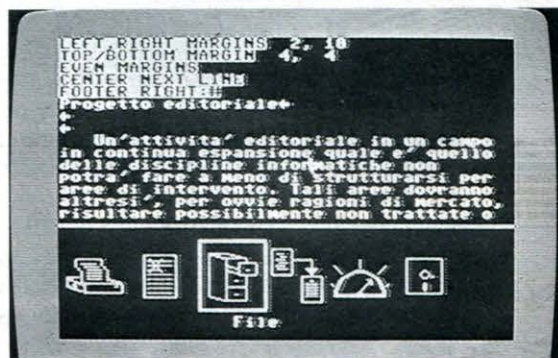 LEFT,RIGHT MARGINS 2, 10
TOP/BOTTOM MARGIN 4, 4
EVEN MARGINS
CENTER NEXT LINE
FOOTER RIGHT:#
Progetto editoriale←
←
←
Un'attivita' editoriale in un campo
in continua espansione quale e' quello
delle discipline informatiche non
potra' fare a meno di strutturarsi per
aree di intervento. Tali aree dovranno
altresi', per ovvie ragioni di mercato,
risultare possibilmente non trattate o
File